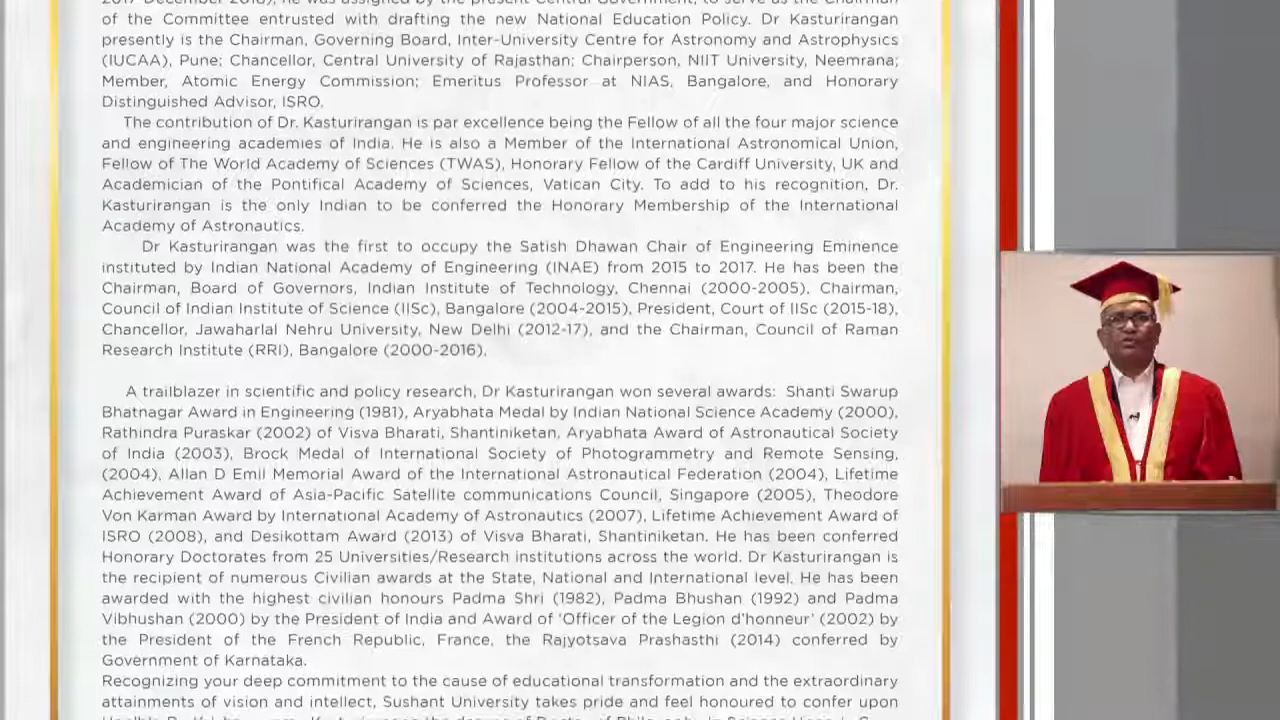 2017-December 2018), he was assigned by the present Central Government, to serve as the Chairman
of the Committee entrusted with drafting the new National Education Policy. Dr Kasturirangan
presently is the Chairman, Governing Board, Inter-University Centre for Astronomy and Astrophysics
(IUCAA), Pune; Chancellor, Central University of Rajasthan; Chairperson, NIIT University, Neemrana;
Member, Atomic Energy Commission; Emeritus Professor at NIAS, Bangalore, and Honorary
Distinguished Advisor, ISRO.
The contribution of Dr. Kasturirangan is par excellence being the Fellow of all the four major science
and engineering academies of India. He is also a Member of the International Astronomical Union,
Fellow of The World Academy of Sciences (TWAS), Honorary Fellow of the Cardiff University, UK and
Academician of the Pontifical Academy of Sciences, Vatican City. To add to his recognition, Dr.
Kasturirangan is the only Indian to be conferred the Honorary Membership of the International
Academy of Astronautics.
Dr Kasturirangan was the first to occupy the Satish Dhawan Chair of Engineering Eminence
instituted by Indian National Academy of Engineering (INAE) from 2015 to 2017. He has been the
Chairman, Board of Governors, Indian Institute of Technology, Chennai (2000-2005), Chairman,
Council of Indian Institute of Science (IISc), Bangalore (2004-2015), President, Court of IISc (2015-18),
Chancellor, Jawaharlal Nehru University, New Delhi (2012-17), and the Chairman, Council of Raman
Research Institute (RRI), Bangalore (2000-2016).
A trailblazer in scientific and policy research, Dr Kasturirangan won several awards: Shanti Swarup
Bhatnagar Award in Engineering (1981), Aryabhata Medal by Indian National Science Academy (2000),
Rathindra Puraskar (2002) of Visva Bharati, Shantiniketan, Aryabhata Award of Astronautical Society
of India (2003), Brock Medal of International Society of Photogrammetry and Remote Sensing,
(2004), Allan D Emil Memorial Award of the International Astronautical Federation (2004), Lifetime
Achievement Award of Asia-Pacific Satellite communications Council, Singapore (2005), Theodore
Von Karman Award by International Academy of Astronautics (2007), Lifetime Achievement Award of
ISRO (2008), and Desikottam Award (2013) of Visva Bharati, Shantiniketan. He has been conferred
Honorary Doctorates from 25 Universities/Research institutions across the world. Dr Kasturirangan is
the recipient of numerous Civilian awards at the State, National and International level. He has been
awarded with the highest civilian honours Padma Shri (1982), Padma Bhushan (1992) and Padma
Vibhushan (2000) by the President of India and Award of 'Officer of the Legion d'honneur' (2002) by
the President of the French Republic, France, the Rajyotsava Prashasthi (2014) conferred by
Government of Karnataka.
Recognizing your deep commitment to the cause of educational transformation and the extraordinary
attainments of vision and intellect, Sushant University takes pride and feel honoured to confer upon